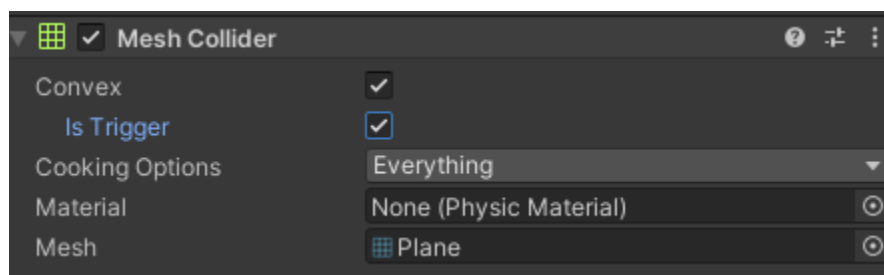 Mesh Collider
Convex
Is Trigger
Cooking Options Everything
Material None (Physic Material)
Mesh Plane